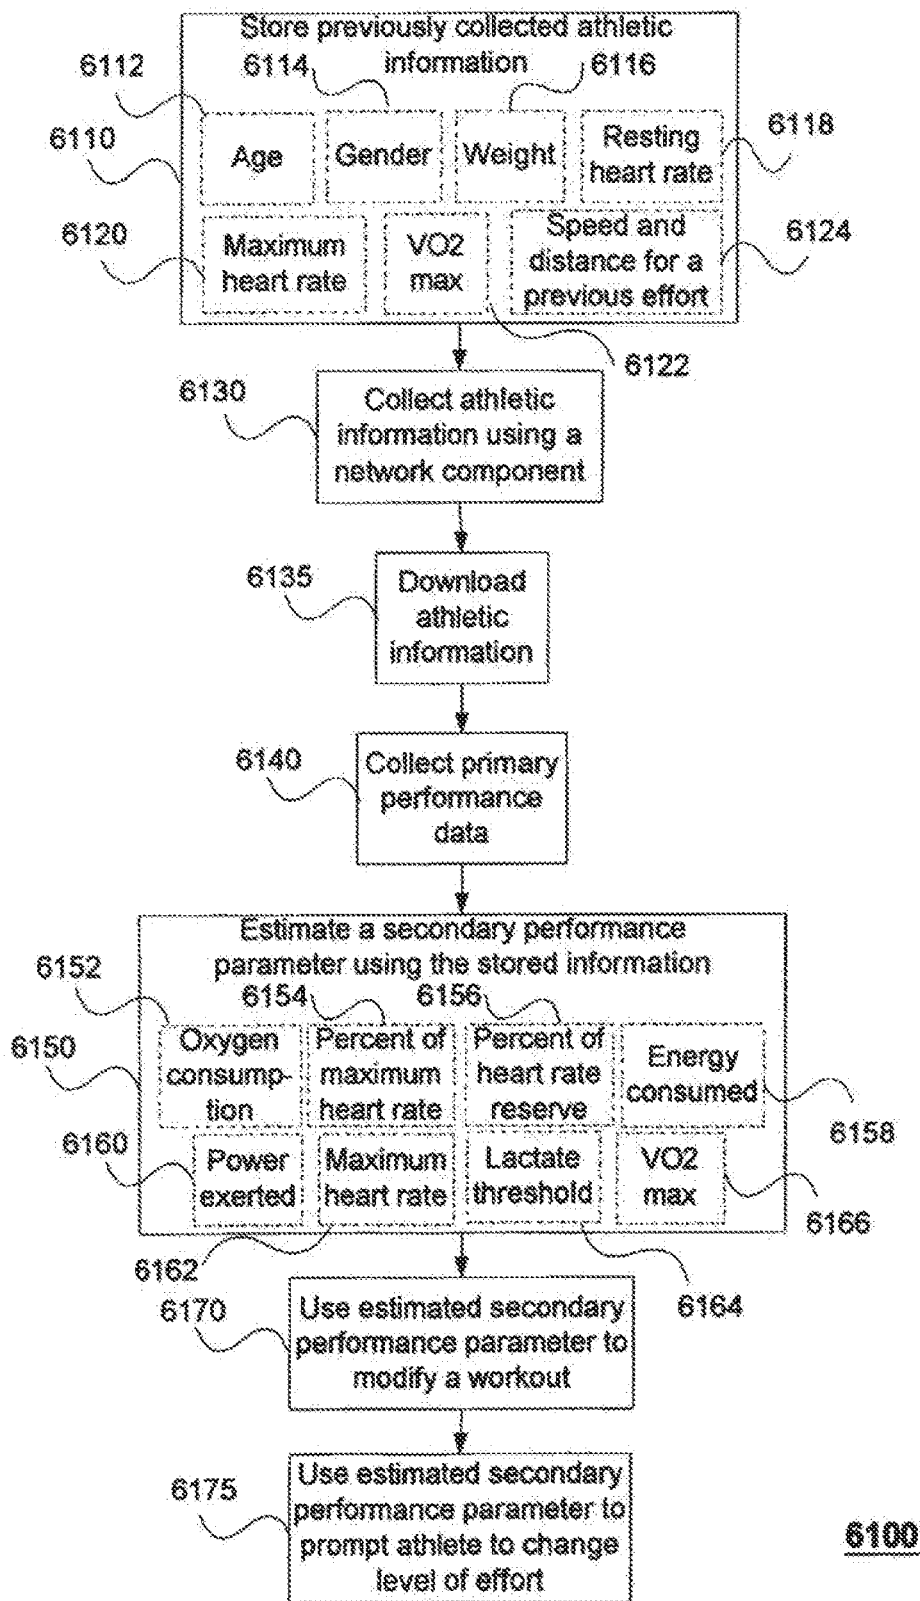 Store previously collected athletic
information
6112
6114
6116
6110
Age
Gender
Weight
Resting
heart rate
6118
6120
Maximum
heart rate
VO2
max
Speed and
distance for a
previous effort
6124
6122
6130
Collect athletic
information using a
network component
6135
Download
athletic
information
6140
Collect primary
performance
data
Estimate a secondary performance
parameter using the stored information
6152
6154
6156
6150
Oxygen
consump-
tion
Percent of
maximum
heart rate
Percent of
heart rate
reserve
Energy
consumed
6158
6160
Power
exerted
Maximum
heart rate
Lactate
threshold
VO2
max
6166
6162
6164
6170
Use estimated secondary
performance parameter to
modify a workout
6175
Use estimated secondary
performance parameter to
prompt athlete to change
level of effort
6100